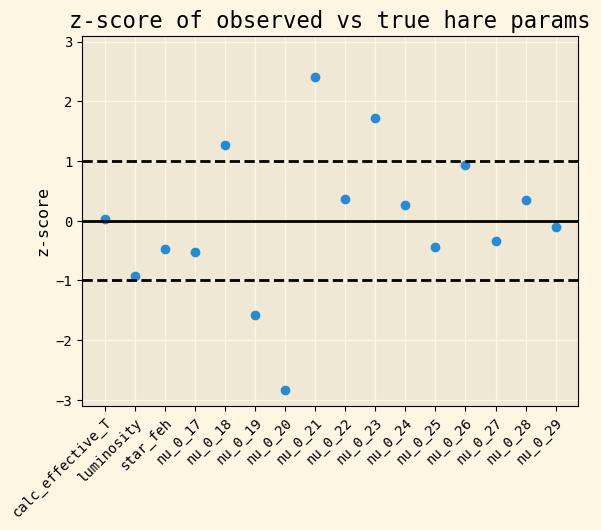 z-score of observed vs true hare params
z-score
3
2
1
0
−1
−2
−3
calc_effective_T
luminosity
star_feh
nu_0_17
nu_0_18
nu_0_19
nu_0_20
nu_0_21
nu_0_22
nu_0_23
nu_0_24
nu_0_25
nu_0_26
nu_0_27
nu_0_28
nu_0_29